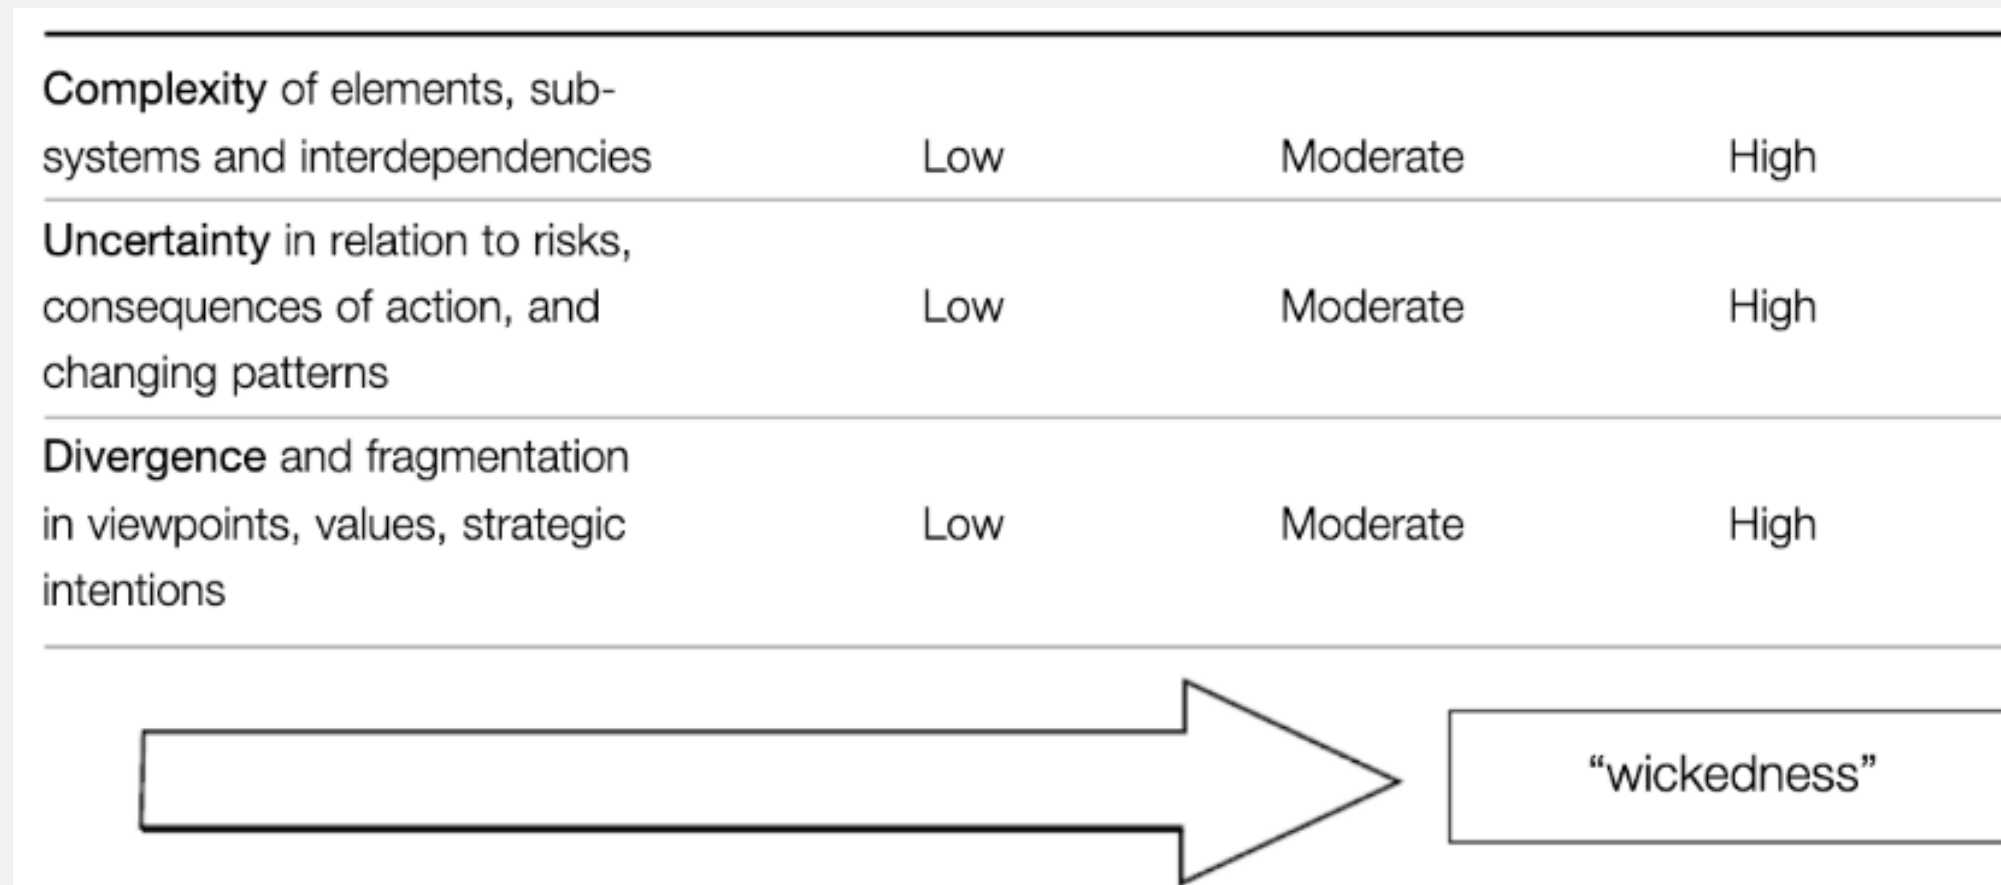 Complexity of elements, sub-
systems and interdependencies Low Moderate High
Uncertainty in relation to risks,
consequences of action, and Low Moderate High
changing patterns
Divergence and fragmentation
in viewpoints, values, strategic Low Moderate High
intentions
“wickedness”